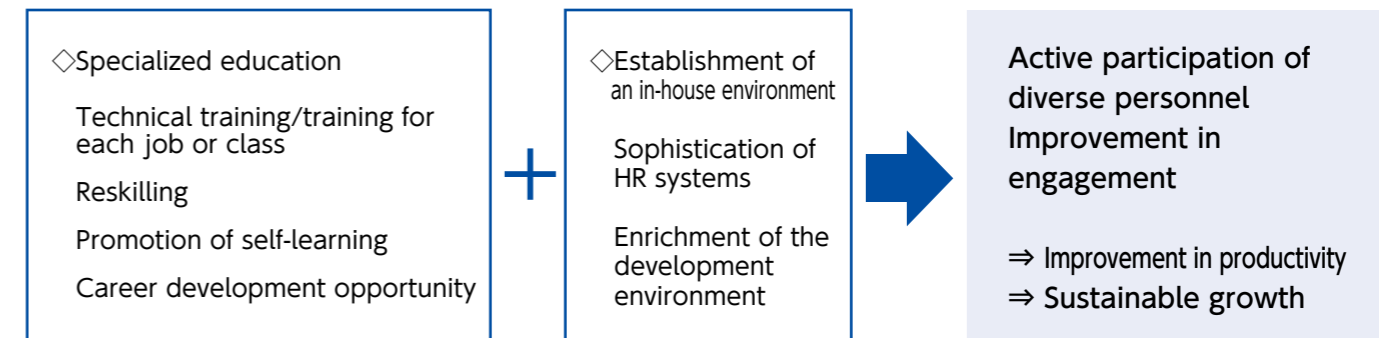 ◇Specialized education
Technical training/training for
each job or class
Reskilling
Promotion of self-learning
Career development opportunity
+
◇Establishment of
an in-house environment
Sophistication of
HR systems
Enrichment of the
development
environment
Active participation of
diverse personnel
Improvement in
engagement
⇒ Improvement in productivity
⇒ Sustainable growth